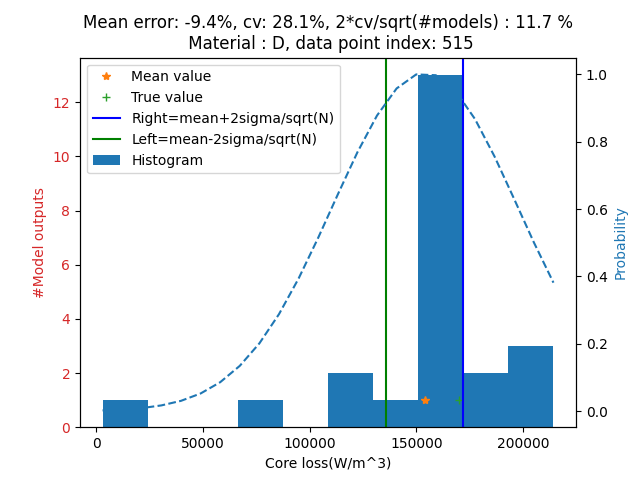 Mean error: -9.4%, cv: 28.1%, 2*cv/sqrt(#models) : 11.7 %
Material : D, data point index: 515
Mean value
True value
Right=mean+2sigma/sqrt(N)
Left=mean-2sigma/sqrt(N)
Histogram
#Model outputs
12
10
8
6
4
2
0
1.0
0.8
0.6
0.4
0.2
0.0
Probability
0
50000
100000
150000
200000
Core loss(W/m^3)